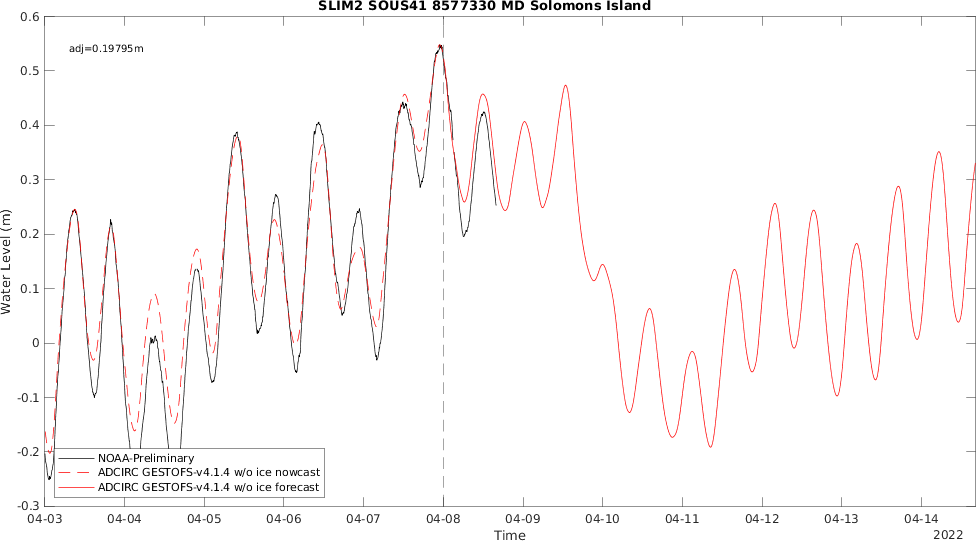 SLIM2 SOUS41 8577330 MD Solomons Island
adj=0.19795m
0.6
0.5
0.4
0.3
0.2
0.1
0
-0.1
-0.2
-0.3
Water Level (m)
NOAA-Preliminary
ADCIRC GESTOFS-v4.1.4 w/o ice nowcast
ADCIRC GESTOFS-v4.1.4 w/o ice forecast
04-03 04-04 04-05 04-06 04-07 04-08 04-09 04-10 04-11 04-12 04-13 04-14
Time
2022